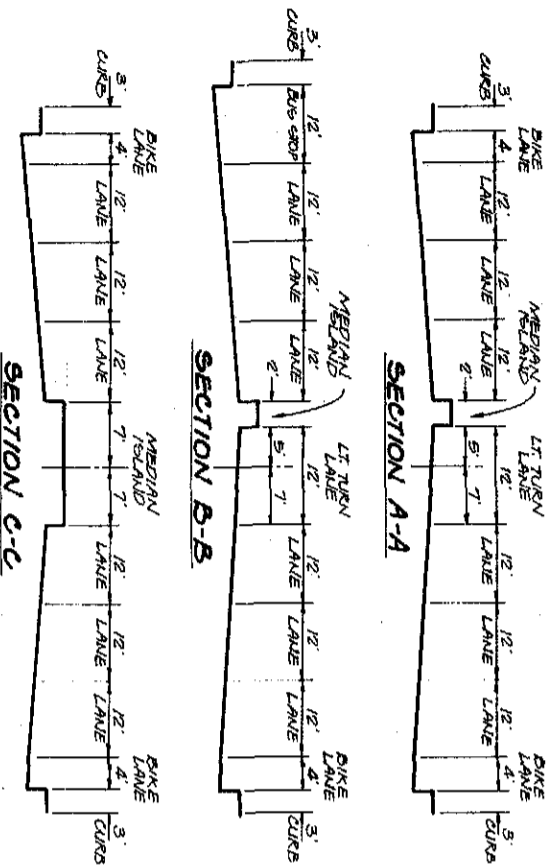 BIKE LANE MEDIAN ISLAND LT. TURN LANE BIKE LANE
3' 4' 12' 12' 12' 2' 12' 12' 12' 12' 4' 3'
CURB LANE LANE LANE 5' 7' LANE LANE LANE CURB
SECTION A-A
MEDIAN ISLAND LT. TURN LANE BIKE LANE
3' 12' 12' 12' 12' 2' 12' 12' 12' 12' 4' 3'
CURB BUS STOP LANE LANE LANE 5' 7' LANE LANE LANE CURB
SECTION B-B
BIKE LANE MEDIAN ISLAND BIKE LANE
3' 4' 12' 12' 12' 7' 7' 12' 12' 12' 4' 3'
CURB LANE LANE LANE LANE LANE LANE CURB
SECTION C-C